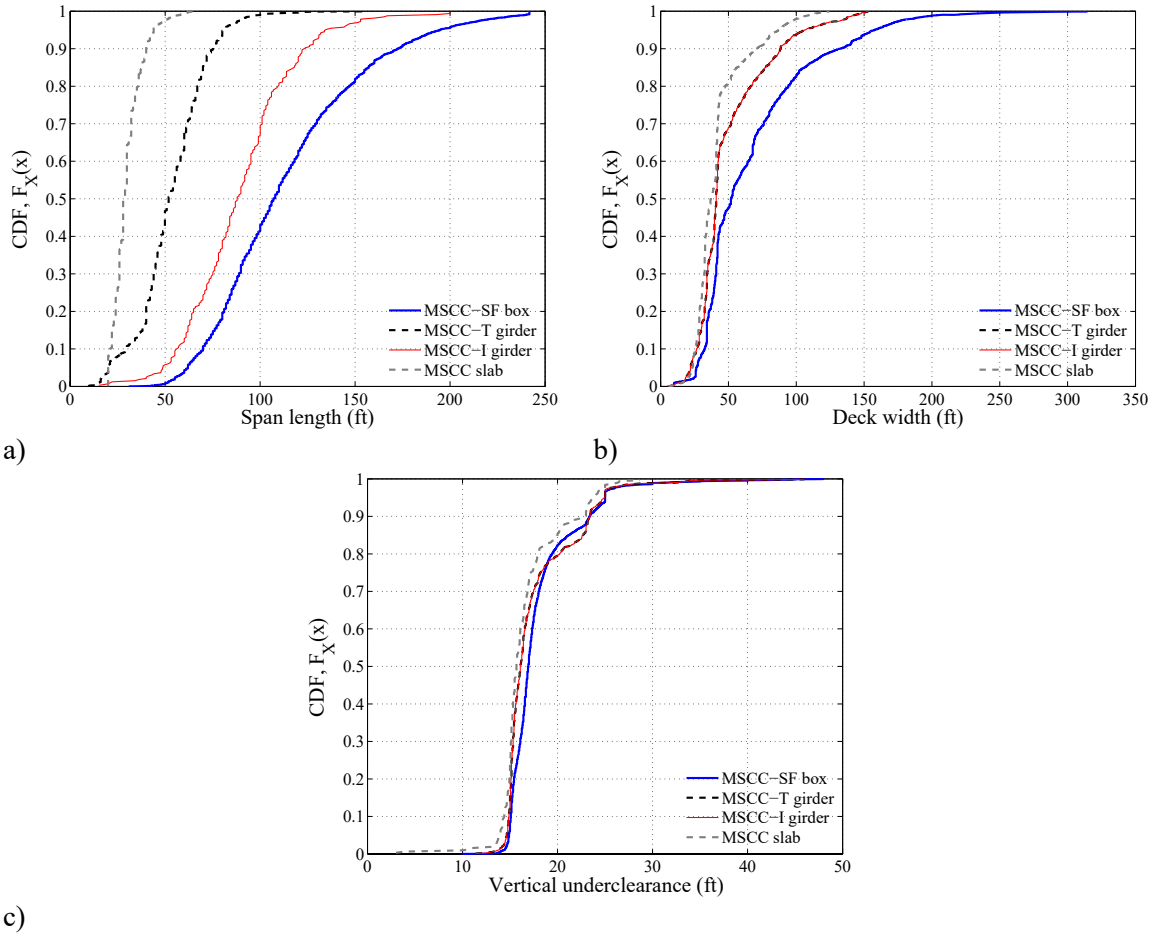 1
0.9
0.8
0.7
0.6
0.5
0.4
0.3
0.2
0.1
0
CDF, F_X(x)
MSCC−SF box
MSCC−T girder
MSCC−I girder
MSCC slab
0 50 100 150 200 250
Span length (ft)
a)
1
0.9
0.8
0.7
0.6
0.5
0.4
0.3
0.2
0.1
0
CDF, F_X(x)
MSCC−SF box
MSCC−T girder
MSCC−I girder
MSCC slab
0 50 100 150 200 250 300 350
Deck width (ft)
b)
1
0.9
0.8
0.7
0.6
0.5
0.4
0.3
0.2
0.1
0
CDF, F_X(x)
MSCC−SF box
MSCC−T girder
MSCC−I girder
MSCC slab
0 10 20 30 40 50
Vertical underclearance (ft)
c)